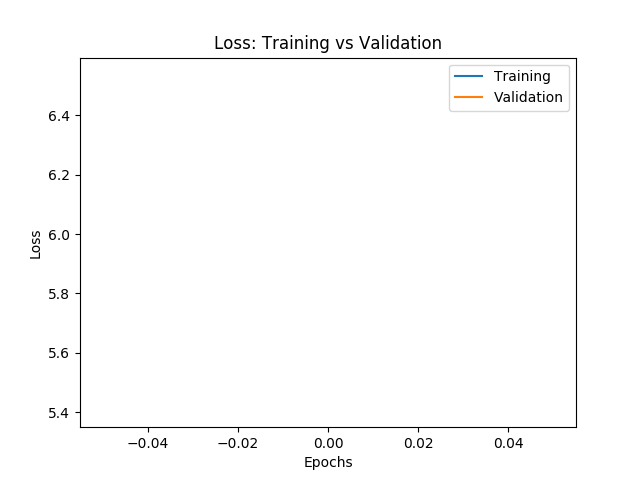 Loss: Training vs Validation
Training
Validation
6.4
6.2
6.0
5.8
5.6
5.4
Loss
−0.04
−0.02
0.00
0.02
0.04
Epochs